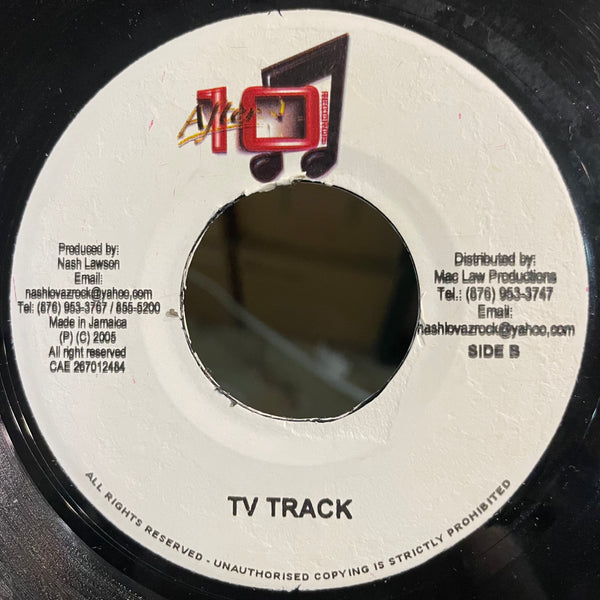 After 10
RECORDS
Produced by:
Nash Lawson
Email:
nashlovazrock@yahoo,com
Tel: (876) 953-3767 / 855-5200
Made in Jamaica
(P) (C) 2005
All right reserved
CAE 267012484
Distributed by:
Mac Law Productions
Tel.: (876) 953-3747
Email:
nashlovazrock@yahoo,com
SIDE B
TV TRACK
ALL RIGHTS RESERVED - UNAUTHORISED COPYING IS STRICTLY PROHIBITED